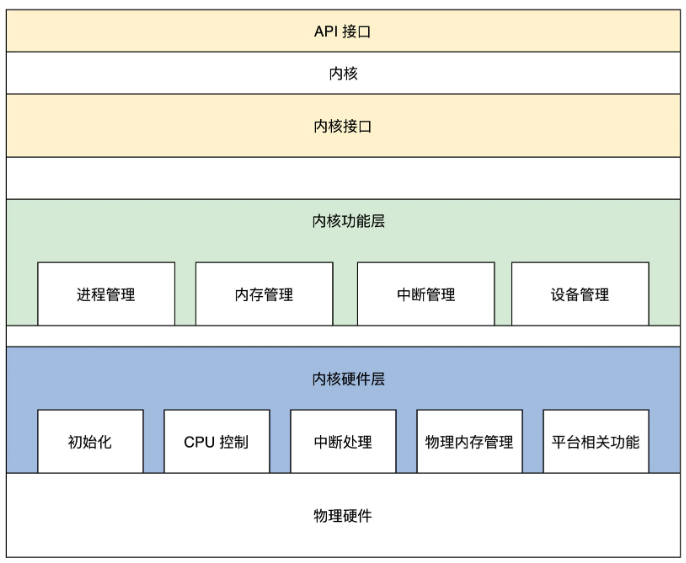 API 接口
内核
内核接口
内核功能层
进程管理
内存管理
中断管理
设备管理
内核硬件层
初始化
CPU 控制
中断处理
物理内存管理
平台相关功能
物理硬件